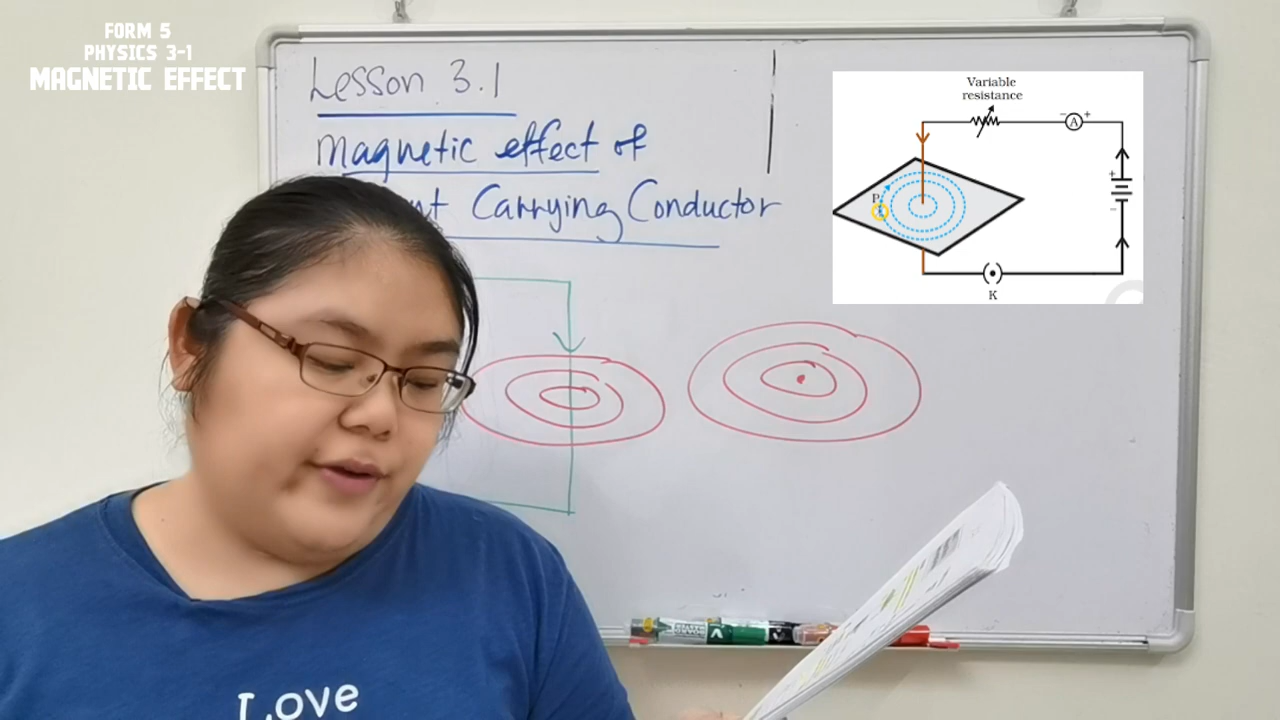 FORM 5
PHYSICS 3-1
MAGNETIC EFFECT
Lesson 3.1
Magnetic effect of
Carrying Conductor
Variable
resistance
A
+
P
+
K
Love